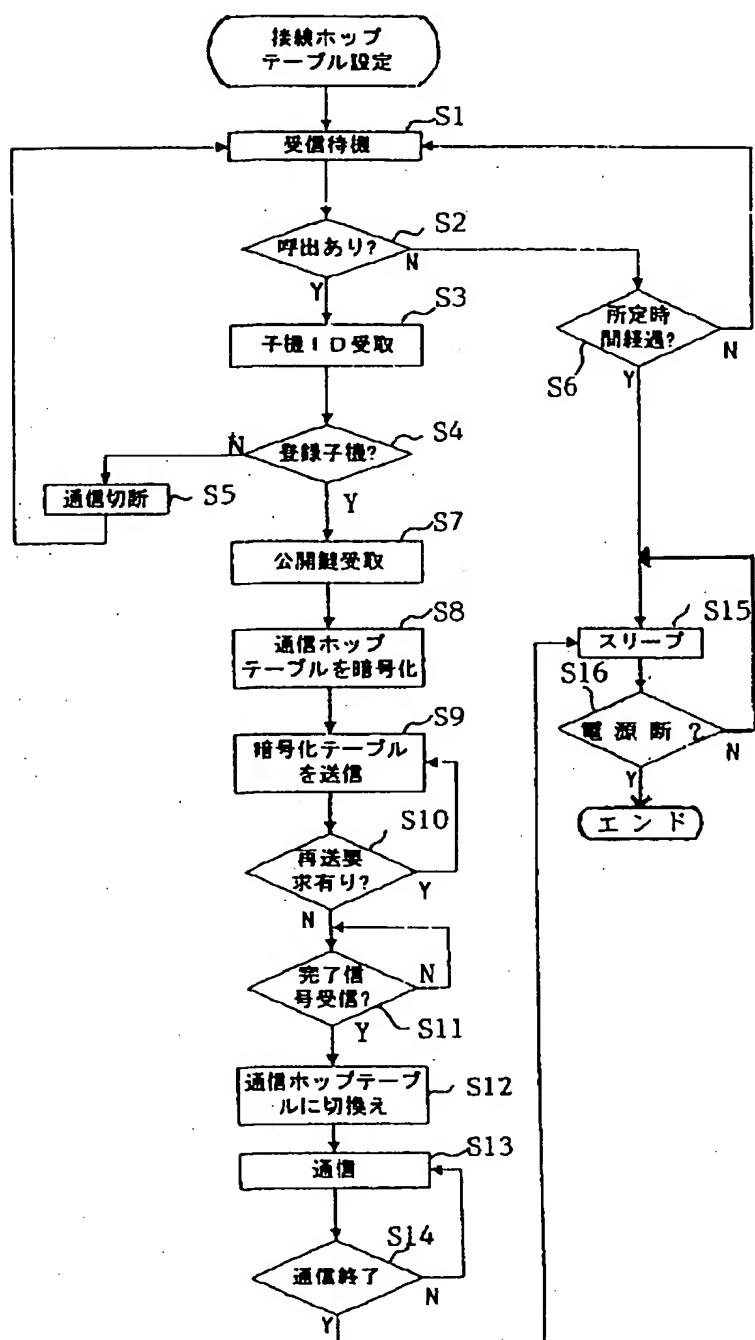 接線ホップ
テーブル設定
S1
受信待機
S2
呼出あり?
N
Y
S3
子機ID受取
所定時
間経過?
N
S6
Y
S4
N
登録子機?
通信切断
S5
Y
S7
公開鍵受取
S8
通信ホップ
テーブルを暗号化
S15
スリープ
S16
S9
暗号化テーブル
を送信
電源断?
N
Y
エンド
S10
再送要
求有り?
Y
N
完了信
号受信?
N
S11
Y
通信ホップテーブ
ルに切換え
S12
S13
通信
S14
通信終了
N
Y